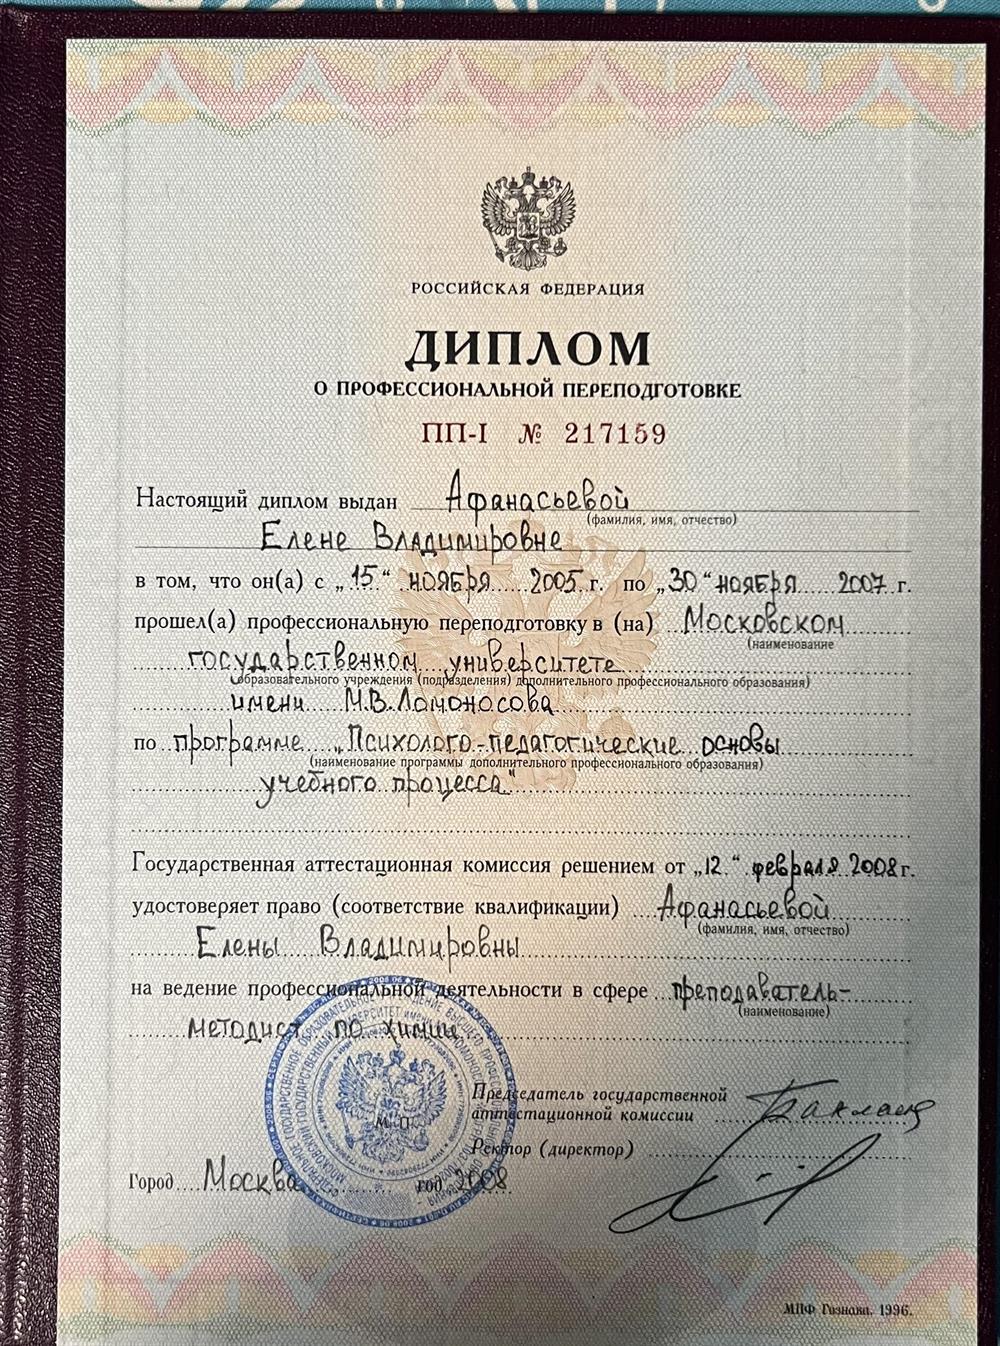 РОССИЙСКАЯ ФЕДЕРАЦИЯ
ДИПЛОМ
О ПРОФЕССИОНАЛЬНОЙ ПЕРЕПОДГОТОВКЕ
ПП-I № 217159
Настоящий диплом выдан Афанасьевой
(фамилия, имя, отчество)
Елене Владимировне
в том, что он(а) с „15“ ноября 2005 г. по „30“ ноября 2007 г.
прошел(а) профессиональную переподготовку в (на) Московском
(наименование
государственном университете
образовательного учреждения (подразделения) дополнительного профессионального образования)
имени М.В.Ломоносова
по программе „Психолого-педагогические основы
(наименование программы дополнительного профессионального образования)
учебного процесса“
Государственная аттестационная комиссия решением от „12“ февраля 2008 г.
удостоверяет право (соответствие квалификации) Афанасьевой
(фамилия, имя, отчество)
Елены Владимировны
на ведение профессиональной деятельности в сфере преподаватель-
(наименование)
методист по химии
Председатель государственной
аттестационной комиссии
М.П.
Ректор (директор)
Город Москва год 2008
МПФ Гознака. 1996.